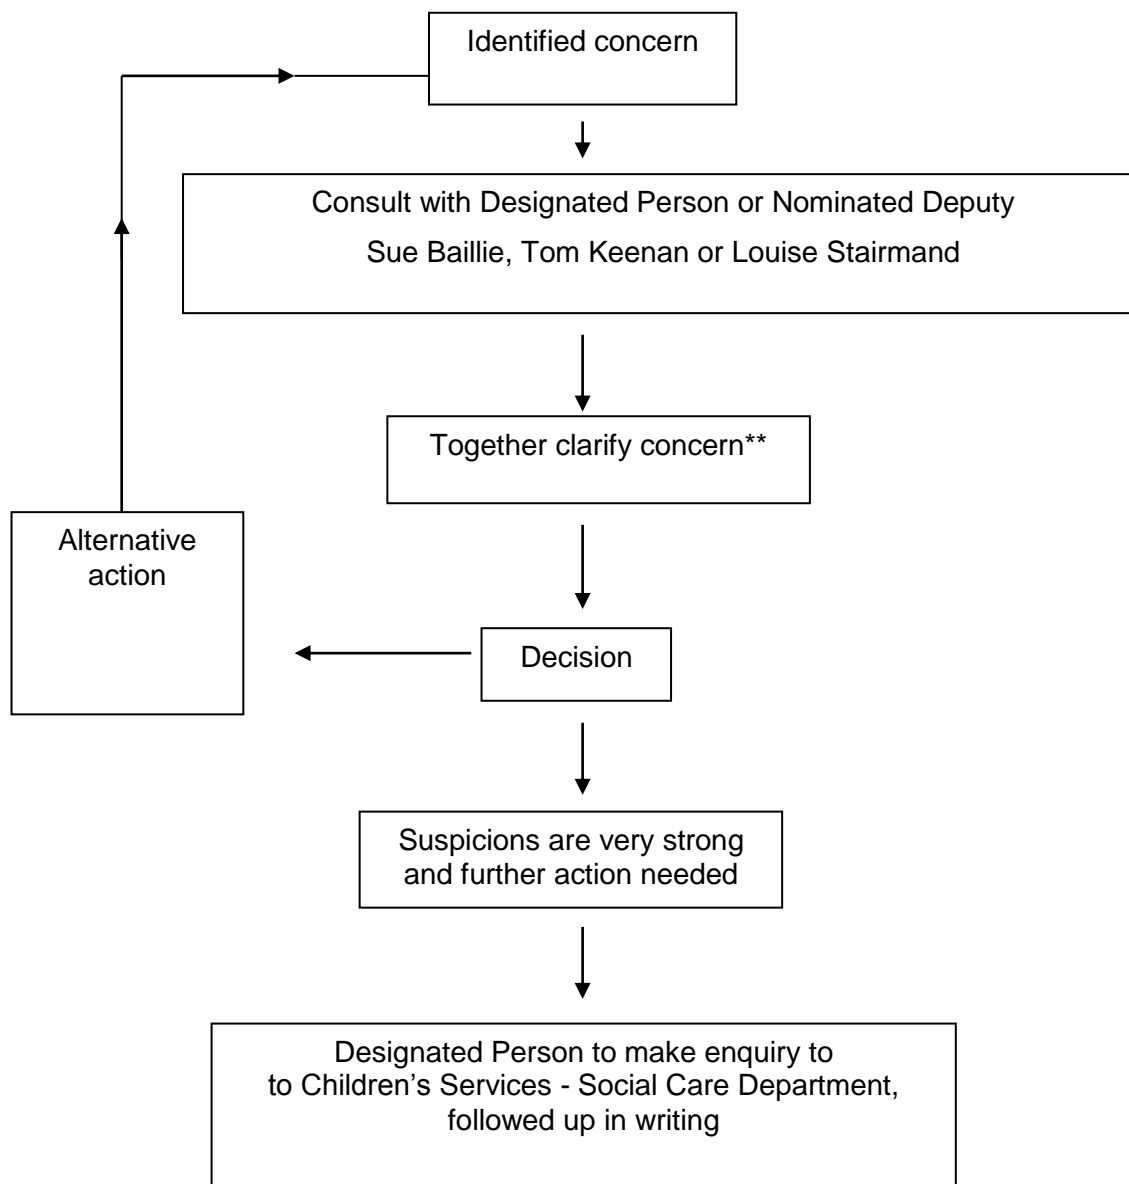 Identified concern
Consult with Designated Person or Nominated Deputy
Sue Baillie, Tom Keenan or Louise Stairmand
Together clarify concern**
Alternative
action
Decision
Suspicions are very strong
and further action needed
Designated Person to make enquiry to
to Children’s Services - Social Care Department,
followed up in writing